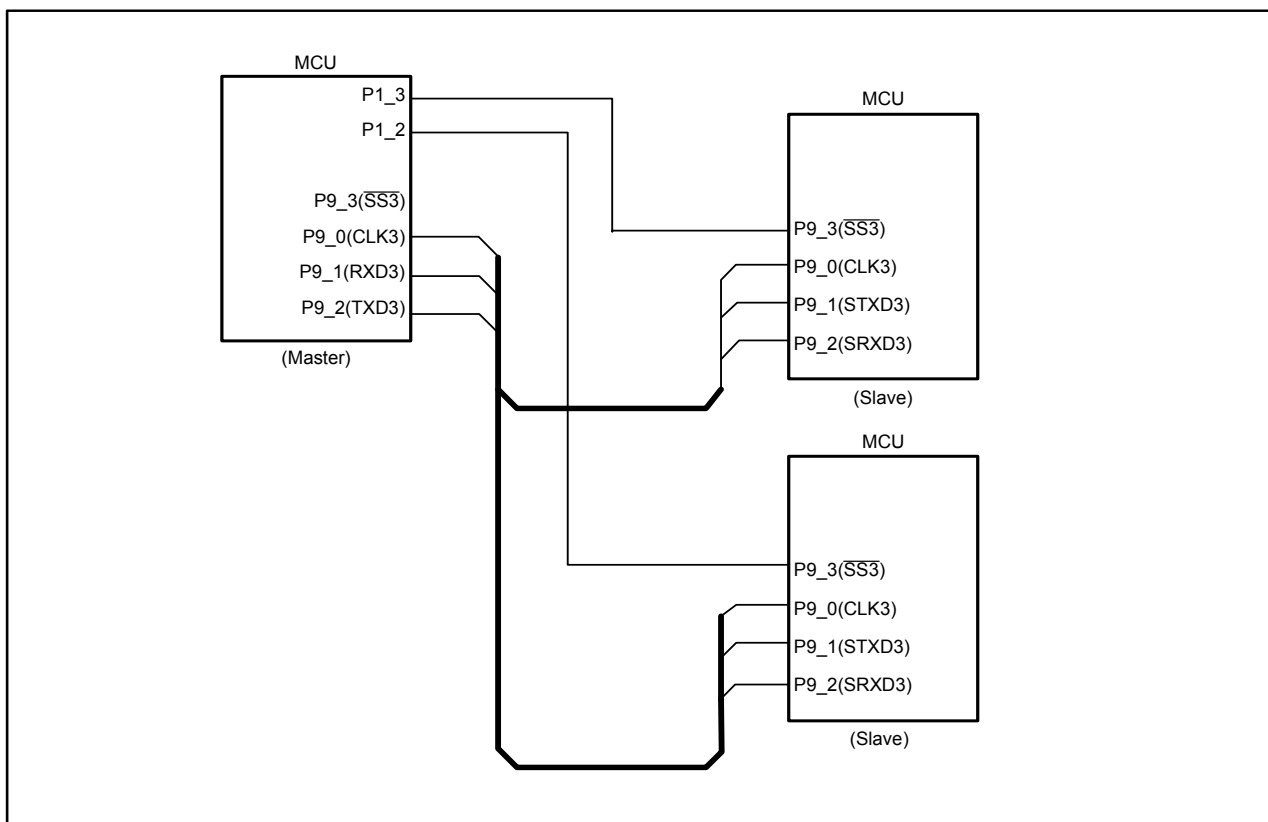 MCU
P1_3
P1_2
P9_3(SS3)
P9_0(CLK3)
P9_1(RXD3)
P9_2(TXD3)
(Master)
MCU
P9_3(SS3)
P9_0(CLK3)
P9_1(STXD3)
P9_2(SRXD3)
(Slave)
MCU
P9_3(SS3)
P9_0(CLK3)
P9_1(STXD3)
P9_2(SRXD3)
(Slave)